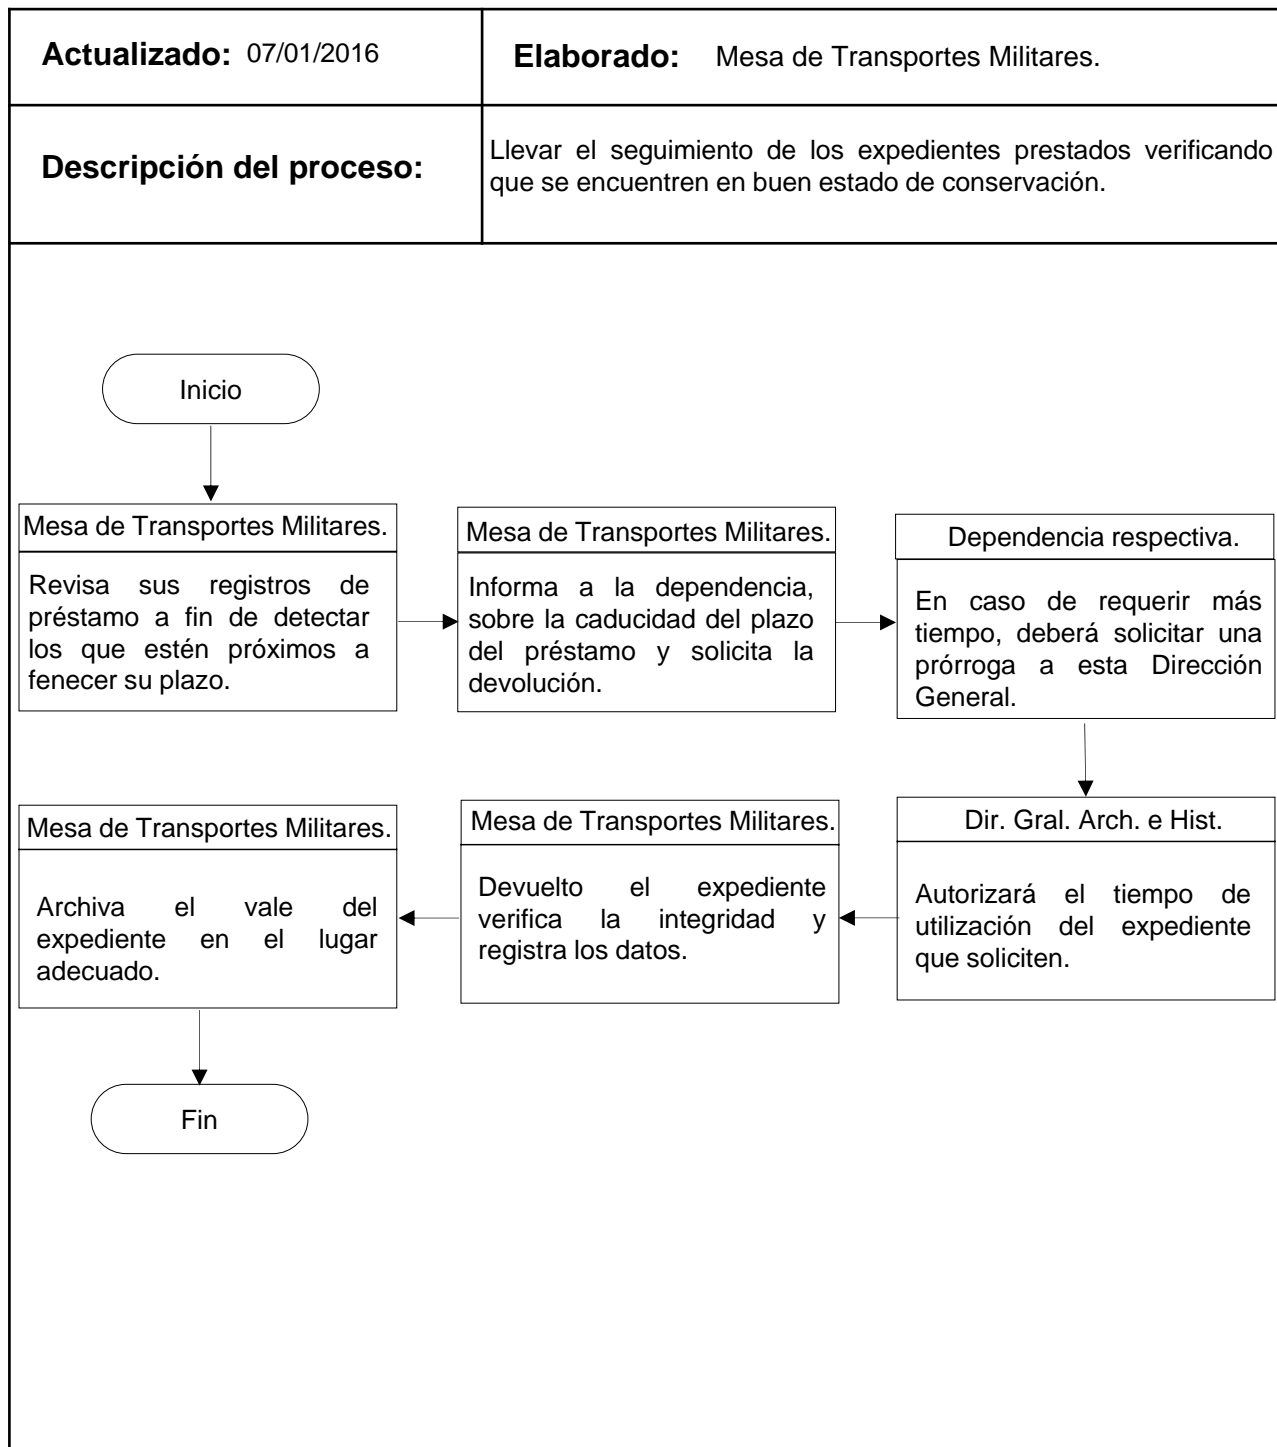 Actualizado: 07/01/2016
Elaborado: Mesa de Transportes Militares.
Descripción del proceso:
Llevar el seguimiento de los expedientes prestados verificando
que se encuentren en buen estado de conservación.
Inicio
Mesa de Transportes Militares.
Revisa sus registros de
préstamo a fin de detectar
los que estén próximos a
fenecer su plazo.
Mesa de Transportes Militares.
Informa a la dependencia,
sobre la caducidad del plazo
del préstamo y solicita la
devolución.
Dependencia respectiva.
En caso de requerir más
tiempo, deberá solicitar una
prórroga a esta Dirección
General.
Dir. Gral. Arch. e Hist.
Autorizará el tiempo de
utilización del expediente
que soliciten.
Mesa de Transportes Militares.
Devuelto el expediente
verifica la integridad y
registra los datos.
Mesa de Transportes Militares.
Archiva el vale del
expediente en el lugar
adecuado.
Fin